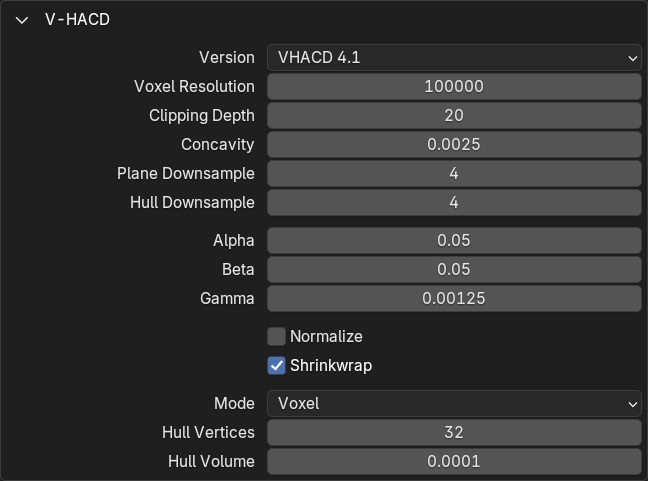 V-HACD
Version VHACD 4.1
Voxel Resolution 100000
Clipping Depth 20
Concavity 0.0025
Plane Downsample 4
Hull Downsample 4
Alpha 0.05
Beta 0.05
Gamma 0.00125
Normalize
Shrinkwrap
Mode Voxel
Hull Vertices 32
Hull Volume 0.0001